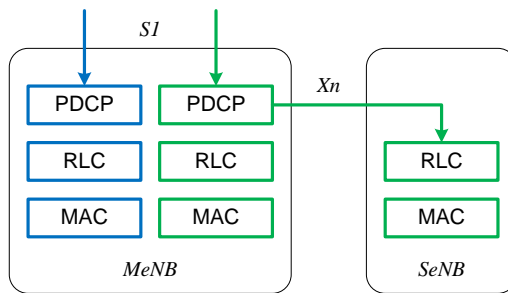 S1
PDCP PDCP Xn
RLC RLC RLC
MAC MAC MAC
MeNB SeNB